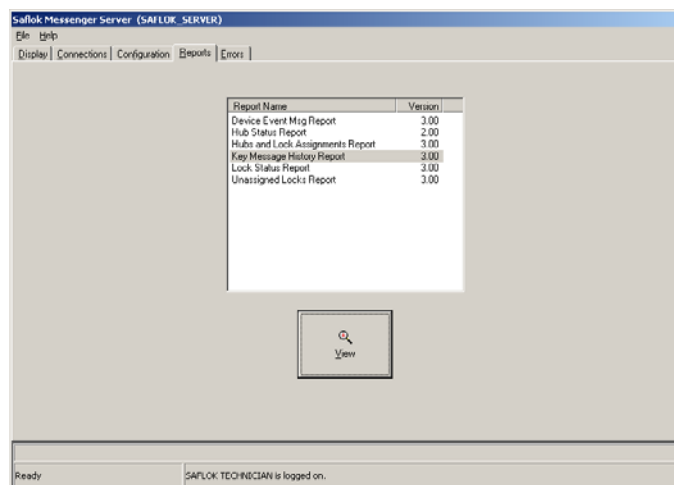 Saflok Messenger Server (SAFLOK_SERVER)
File Help
Display Connections Configuration Reports Errors
Report Name Version
Device Event Msg Report 3.00
Hub Status Report 2.00
Hubs and Lock Assignments Report 3.00
Key Message History Report 3.00
Lock Status Report 3.00
Unassigned Locks Report 3.00
View
Ready SAFLOK TECHNICIAN is logged on.